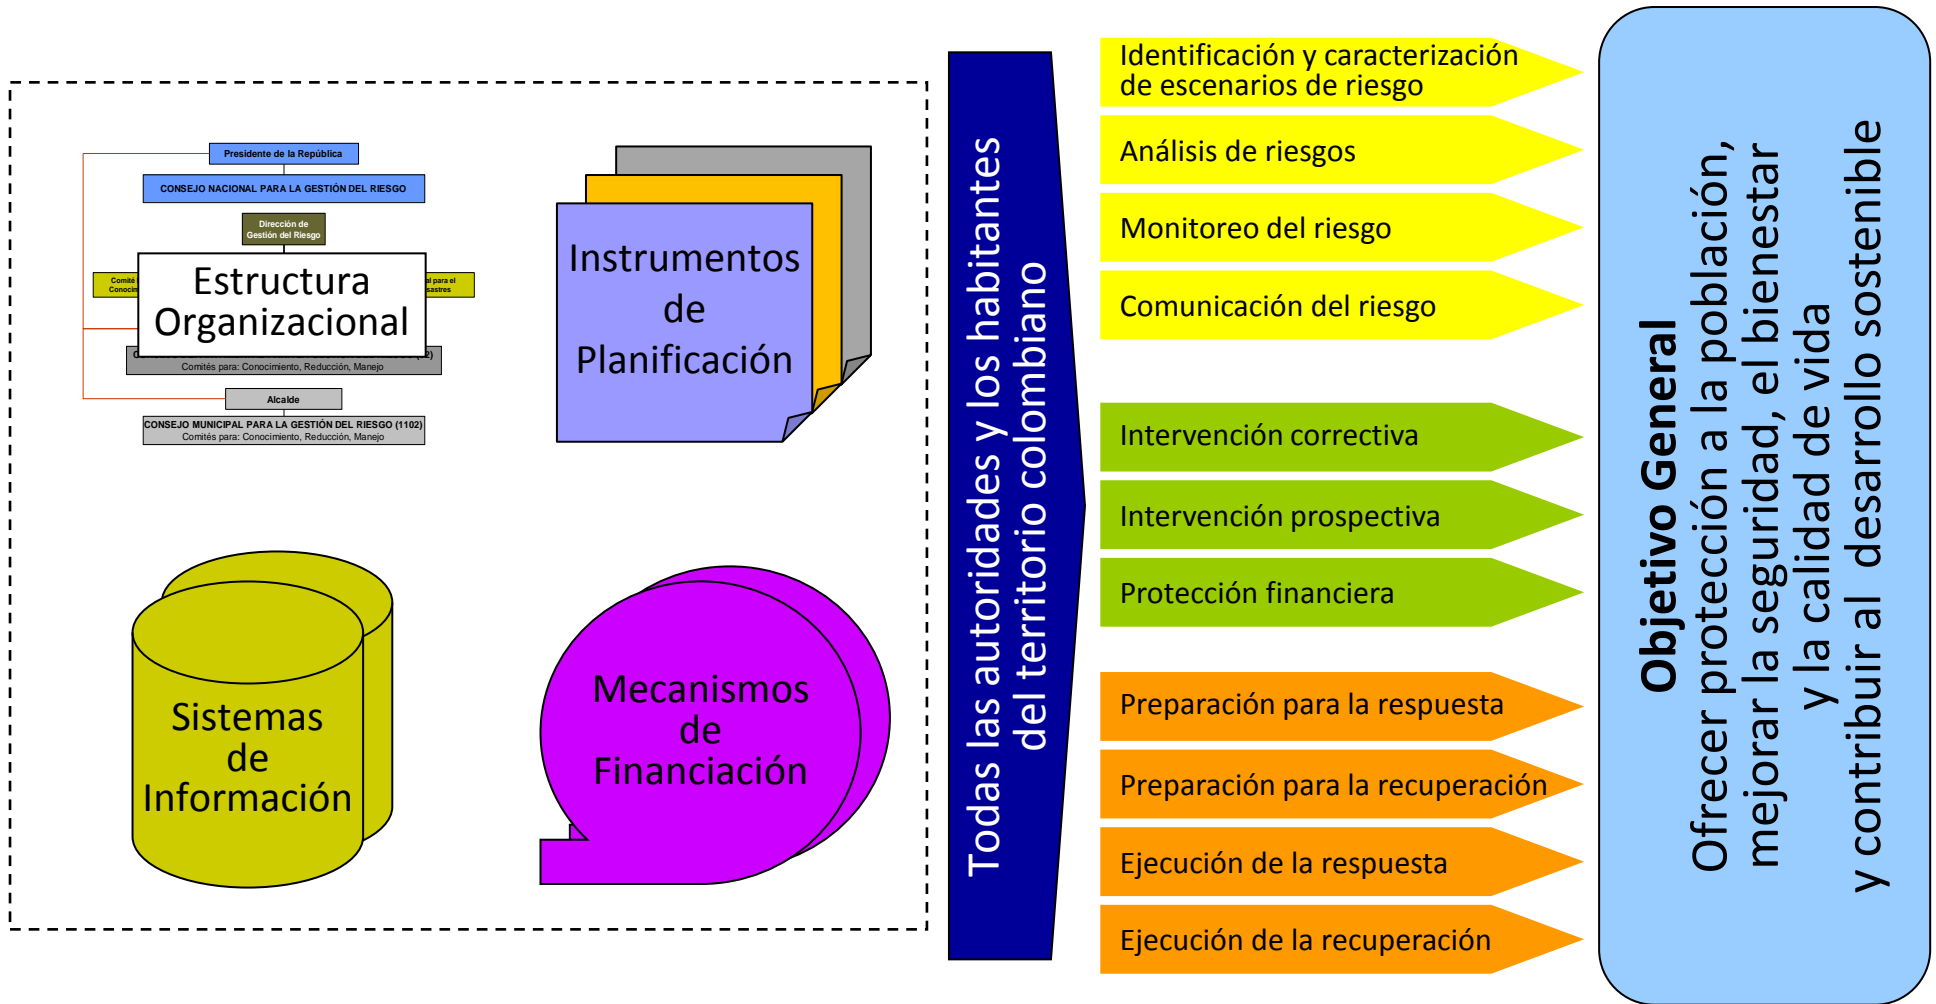 Presidente de la República
CONSEJO NACIONAL PARA LA GESTIÓN DEL RIESGO
Dirección de
Gestión del Riesgo
Comité
al para el
Estructura
Organizacional
Comités para: Conocimiento, Reducción, Manejo
Alcalde
CONSEJO MUNICIPAL PARA LA GESTIÓN DEL RIESGO (1102)
Comités para: Conocimiento, Reducción, Manejo
Instrumentos
de
Planificación
Sistemas
de
Información
Mecanismos
de
Financiación
Todas las autoridades y los habitantes
del territorio colombiano
Identificación y caracterización
de escenarios de riesgo
Análisis de riesgos
Monitoreo del riesgo
Comunicación del riesgo
Intervención correctiva
Intervención prospectiva
Protección financiera
Preparación para la respuesta
Preparación para la recuperación
Ejecución de la respuesta
Ejecución de la recuperación
Objetivo General
Ofrecer protección a la población,
mejorar la seguridad, el bienestar
y la calidad de vida
y contribuir al desarrollo sostenible